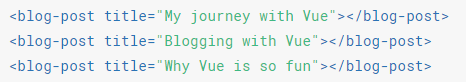 <blog-post title="My journey with Vue"></blog-post>
<blog-post title="Blogging with Vue"></blog-post>
<blog-post title="Why Vue is so fun"></blog-post>